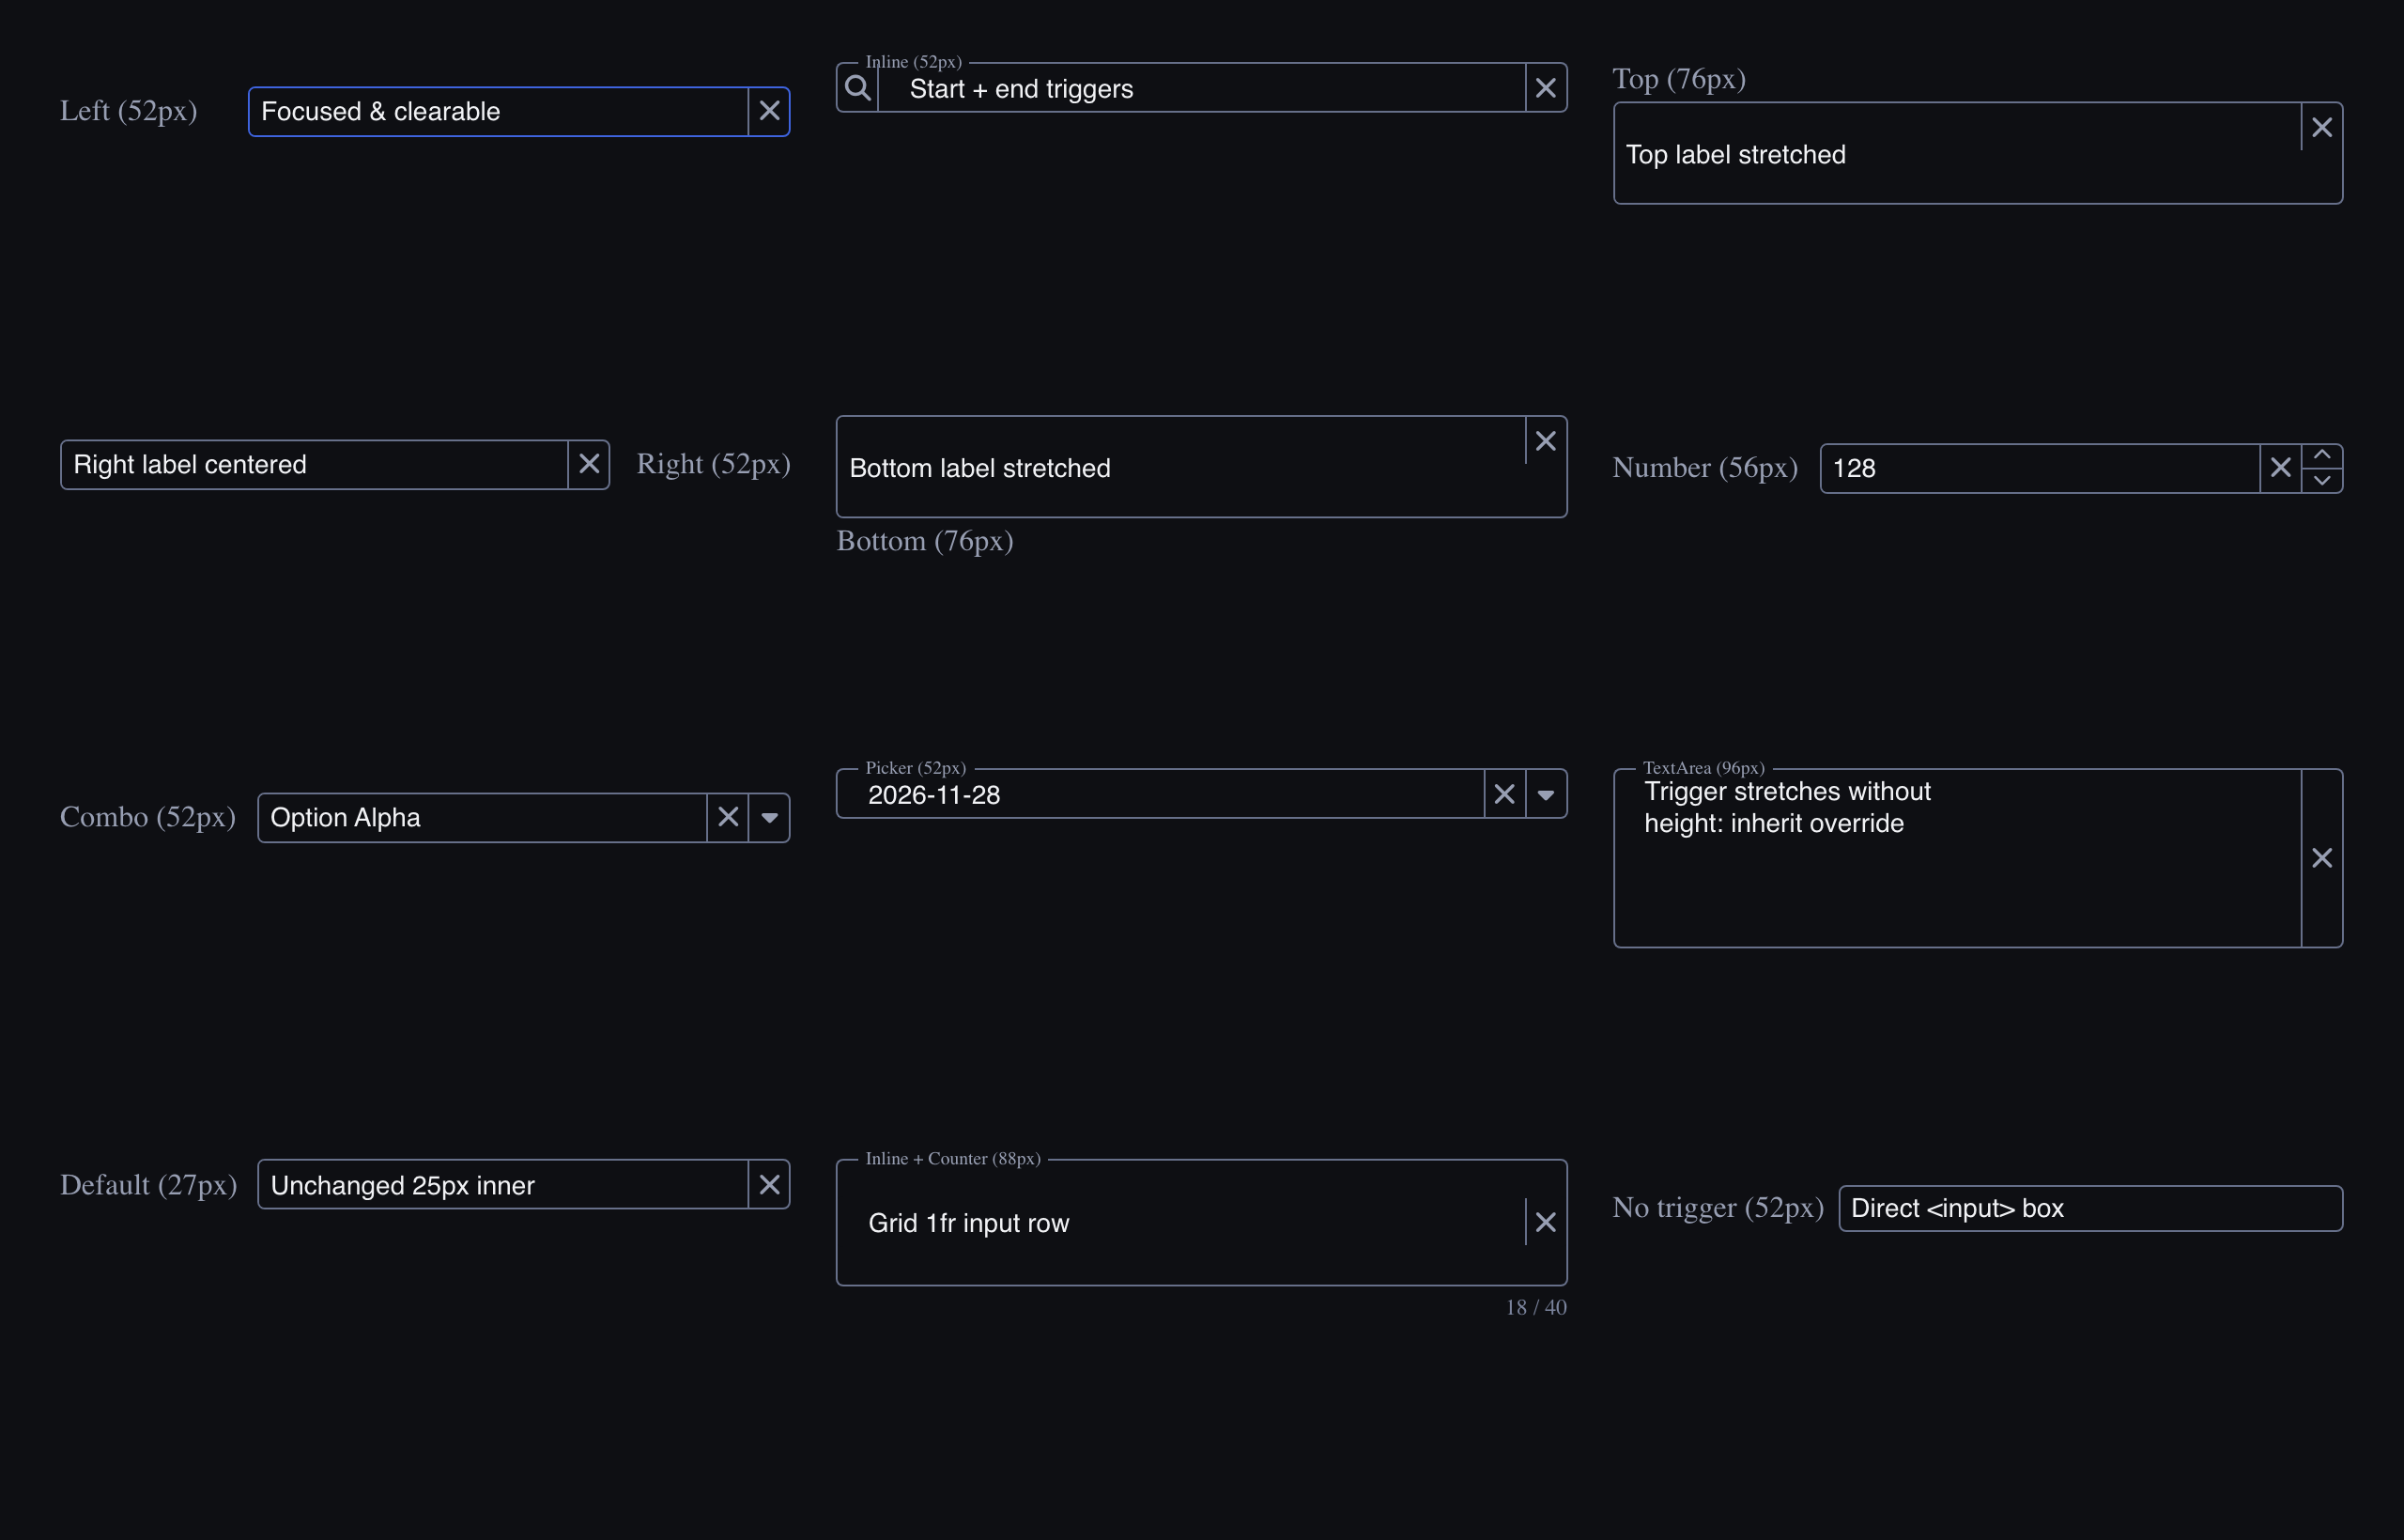 Left (52px)
Focused & clearable
Inline (52px)
Start + end triggers
Top (76px)
Top label stretched
Right label centered
Right (52px)
Bottom label stretched
Bottom (76px)
Number (56px)
128
Combo (52px)
Option Alpha
Picker (52px)
2026-11-28
TextArea (96px)
Trigger stretches without
height: inherit override
Default (27px)
Unchanged 25px inner
Inline + Counter (88px)
Grid 1fr input row
18 / 40
No trigger (52px)
Direct <input> box